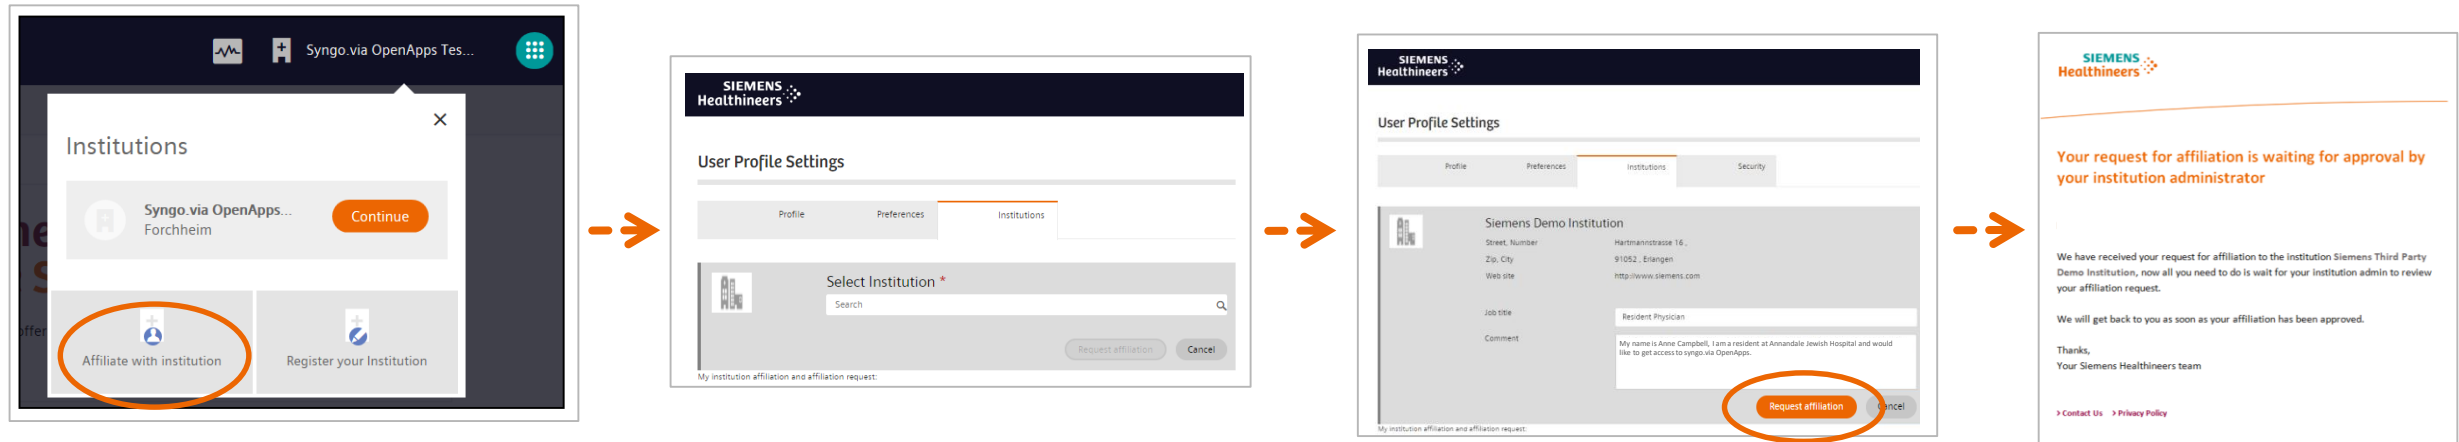 Syngo.via OpenApps Tes...
Institutions
Syngo.via OpenApps...
Forchheim
Continue
offer
Affiliate with institution
Register your Institution
SIEMENS
Healthineers
User Profile Settings
Profile
Preferences
Institutions
Select Institution *
Search
Request affiliation
Cancel
My institution affiliation and affiliation request:
SIEMENS
Healthineers
User Profile Settings
Profile
Preferences
Institutions
Security
Siemens Demo Institution
Street, Number
Hartmannstrasse 16 ,
Zip, City
91052 , Erlangen
Web site
http://www.siemens.com
Job title
Resident Physician
Comment
My name is Anne Campbell, I am a resident at Annandale Jewish Hospital and would
like to get access to syngo.via OpenApps.
Request affiliation
Cancel
My institution affiliation and affiliation request:
SIEMENS
Healthineers
Your request for affiliation is waiting for approval by
your institution administrator
We have received your request for affiliation to the institution Siemens Third Party
Demo Institution, now all you need to do is wait for your institution admin to review
your affiliation request.
We will get back to you as soon as your affiliation has been approved.
Thanks,
Your Siemens Healthineers team
> Contact Us > Privacy Policy